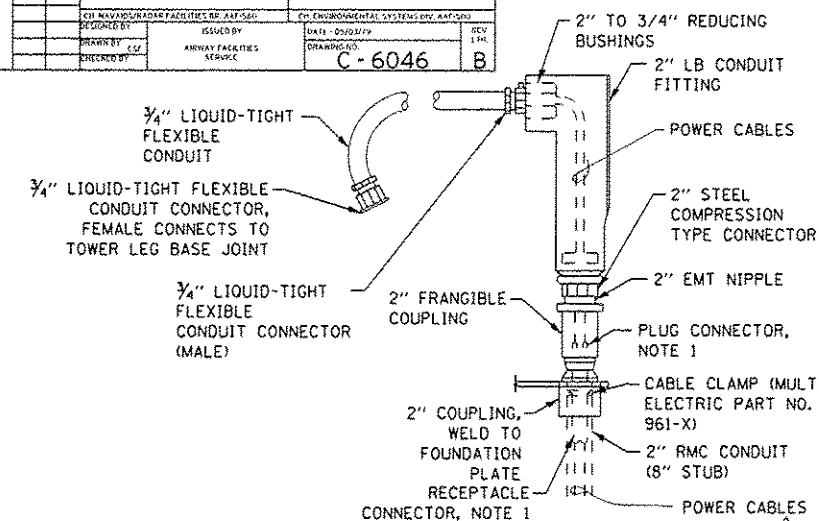 CH NAVAIDS/RADAR FACILITIES BR, AAF-560
CH, ENVIRONMENTAL SYSTEMS DIV, AAF-500
DESIGNED BY
ISSUED BY
DATE - 05/03/79
REV
LTR.
DRAWN BY
AIRWAY FACILITIES
SERVICE
DRAWING NO.
C-6046
B
CHECKED BY
2" TO 3/4" REDUCING
BUSHINGS
2" LB CONDUIT
FITTING
POWER CABLES
3/4" LIQUID-TIGHT
FLEXIBLE
CONDUIT
3/4" LIQUID-TIGHT FLEXIBLE
CONDUIT CONNECTOR,
FEMALE CONNECTS TO
TOWER LEG BASE JOINT
2" STEEL
COMPRESSION
TYPE CONNECTOR
3/4" LIQUID-TIGHT
FLEXIBLE
CONDUIT CONNECTOR
(MALE)
2" FRANGIBLE
COUPLING
2" EMT NIPPLE
PLUG CONNECTOR,
NOTE 1
CABLE CLAMP (MULT
ELECTRIC PART NO.
961-X)
2" COUPLING,
WELD TO
FOUNDATION
PLATE
2" RMC CONDUIT
(8" STUB)
RECEPTACLE
CONNECTOR, NOTE 1
POWER CABLES